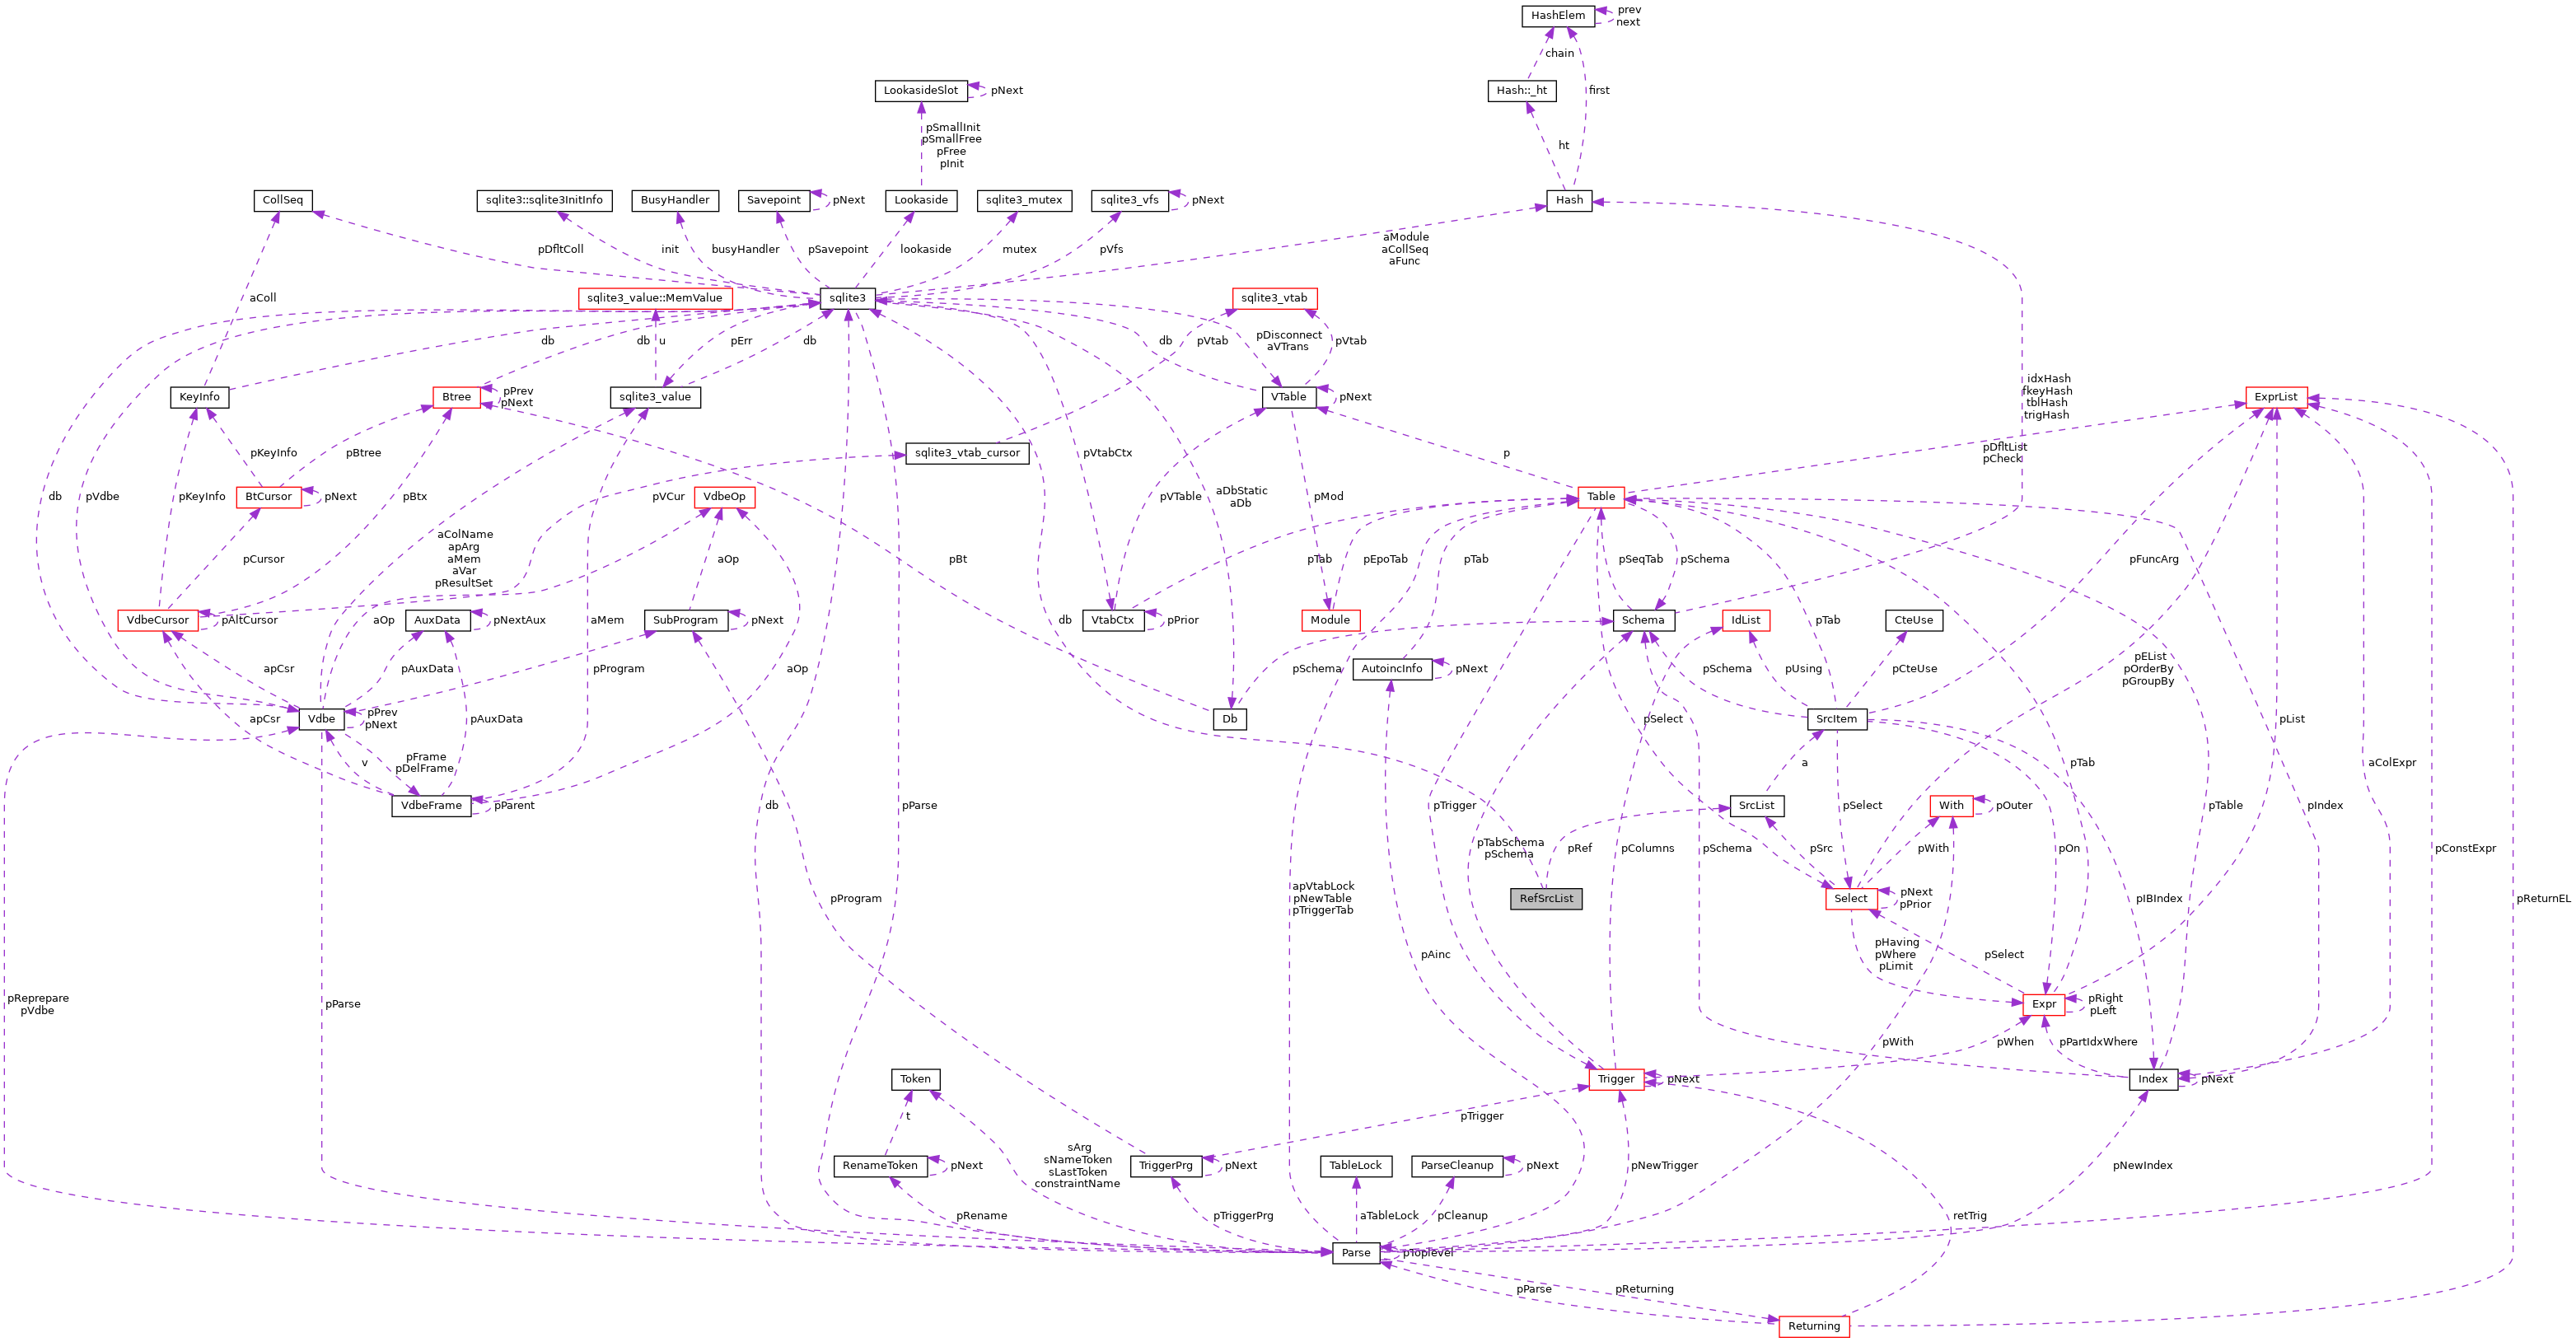 HashElem
prev
next
chain
LookasideSlot
pNext
Hash::_ht
first
pSmallInit
pSmallFree
pFree
pInit
ht
CollSeq
sqlite3::sqlite3InitInfo
BusyHandler
Savepoint
pNext
Lookaside
sqlite3_mutex
sqlite3_vfs
pNext
Hash
pDfltColl
init
busyHandler
pSavepoint
lookaside
mutex
pVfs
aModule
aCollSeq
aFunc
aColl
sqlite3_value::MemValue
sqlite3
sqlite3_vtab
db
db
u
pErr
db
db
pVtab
pDisconnect
aVTrans
pVtab
KeyInfo
Btree
pPrev
pNext
sqlite3_value
VTable
pNext
idxHash
fkeyHash
tblHash
trigHash
ExprList
pKeyInfo
pBtree
sqlite3_vtab_cursor
pVtabCtx
p
pDfltList
pCheck
db
pVdbe
pKeyInfo
BtCursor
pNext
pBtx
pVCur
VdbeOp
pVTable
aDbStatic
aDb
pMod
Table
pCursor
aColName
apArg
aMem
aVar
pResultSet
aOp
pBt
pTab
pEpoTab
pTab
pSeqTab
pSchema
pFuncArg
VdbeCursor
pAltCursor
aOp
AuxData
pNextAux
aMem
SubProgram
pNext
db
VtabCtx
pPrior
Module
Schema
IdList
pTab
CteUse
apCsr
pAuxData
pProgram
aOp
pSchema
AutoincInfo
pNext
pSchema
pUsing
pCteUse
pEList
pOrderBy
pGroupBy
apCsr
Vdbe
pPrev
pNext
pAuxData
Db
pSelect
SrcItem
pList
v
pFrame
pDelFrame
a
pTab
aColExpr
VdbeFrame
pParent
db
pParse
pTrigger
SrcList
pSelect
With
pOuter
pTable
pIndex
pRef
pTabSchema
pSchema
pColumns
pSchema
pSrc
pWith
pOn
pConstExpr
pProgram
apVtabLock
pNewTable
pTriggerTab
RefSrcList
Select
pNext
pPrior
pIBIndex
pReturnEL
pAinc
pHaving
pWhere
pLimit
pSelect
pReprepare
pVdbe
pParse
Expr
pRight
pLeft
pWith
pWhen
pPartIdxWhere
Token
Trigger
pNext
Index
pNext
t
pTrigger
sArg
sNameToken
sLastToken
constraintName
RenameToken
pNext
TriggerPrg
pNext
TableLock
ParseCleanup
pNext
pNewTrigger
pNewIndex
pRename
pTriggerPrg
aTableLock
pCleanup
retTrig
Parse
pToplevel
pParse
pReturning
Returning